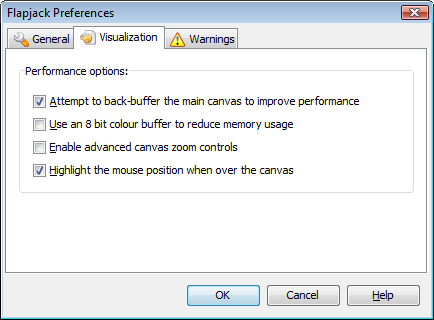 Flapjack Preferences
General Visualization Warnings
Performance options:
Attempt to back-buffer the main canvas to improve performance
Use an 8 bit colour buffer to reduce memory usage
Enable advanced canvas zoom controls
Highlight the mouse position when over the canvas
OK Cancel Help